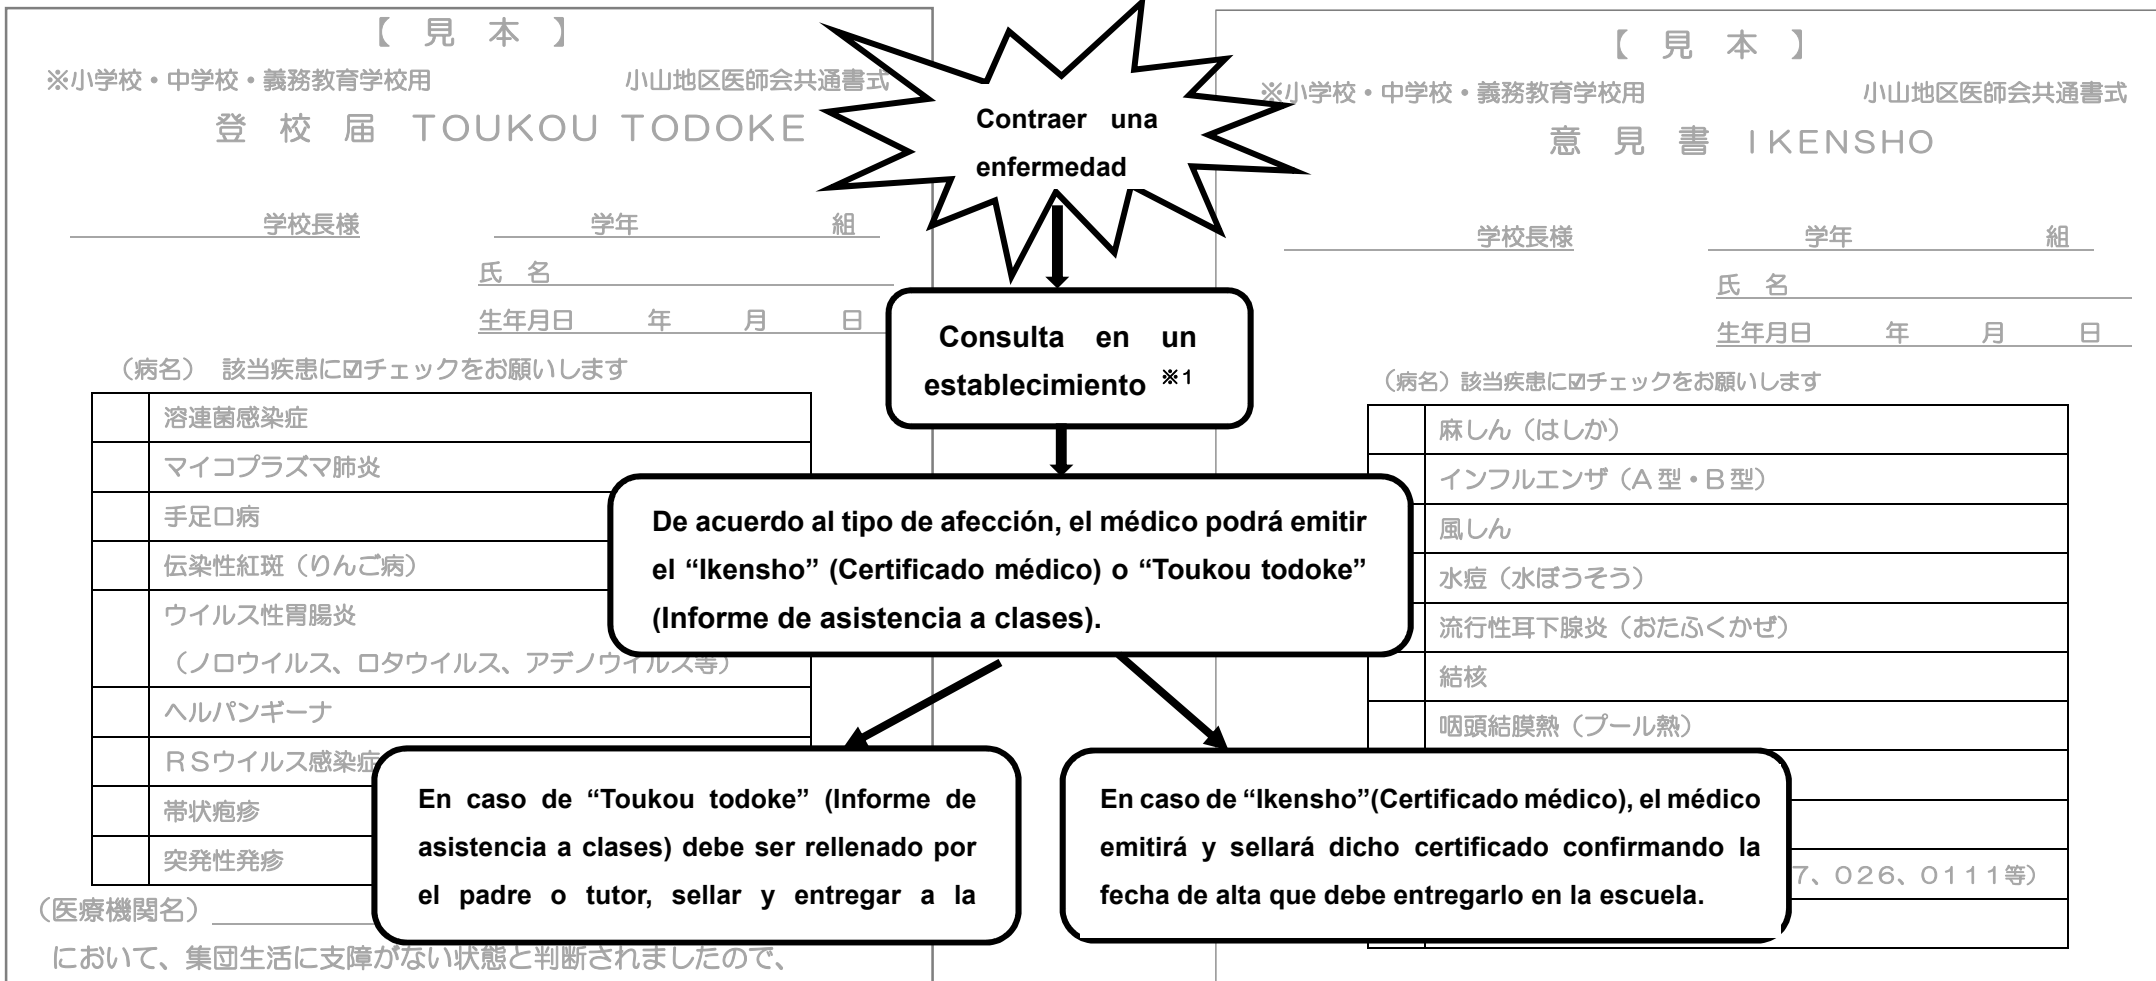 【 見 本 】
※小学校・中学校・義務教育学校用 小山地区医師会共通書式
登 校 届 TOUKOU TODOKE
学校長様 学年 組
氏 名
生年月日 年 月 日
（病名） 該当疾患に☑チェックをお願いします
溶連菌感染症
マイコプラズマ肺炎
手足口病
伝染性紅斑（りんご病）
ウイルス性胃腸炎
（ノロウイルス、ロタウイルス、アデノウイルス等）
ヘルパンギーナ
ＲＳウイルス感染症
帯状疱疹
突発性発疹
（医療機関名）
において、集団生活に支障がない状態と判断されましたので、
Contraer una
enfermedad
Consulta en un
establecimiento ※1
De acuerdo al tipo de afección, el médico podrá emitir
el “Ikensho” (Certificado médico) o “Toukou todoke”
(Informe de asistencia a clases).
En caso de “Toukou todoke” (Informe de
asistencia a clases) debe ser rellenado por
el padre o tutor, sellar y entregar a la
En caso de “Ikensho”(Certificado médico), el médico
emitirá y sellará dicho certificado confirmando la
fecha de alta que debe entregarlo en la escuela.
【 見 本 】
※小学校・中学校・義務教育学校用 小山地区医師会共通書式
意 見 書 IKENSHO
学校長様 学年 組
氏 名
生年月日 年 月 日
（病名）該当疾患に☑チェックをお願いします
麻しん（はしか）
インフルエンザ（Ａ型・Ｂ型）
風しん
水痘（水ぼうそう）
流行性耳下腺炎（おたふくかぜ）
結核
咽頭結膜熱（プール熱）
7、O26、O111等）